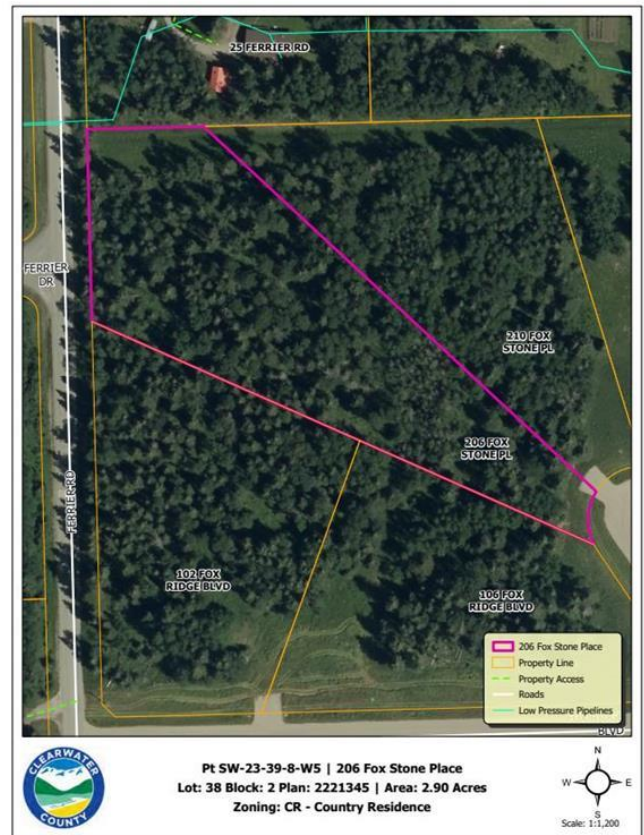 25 FERRIER RD
FERRIER
DR
210 FOX
STONE PL
206 FOX
STONE PL
FERRIER RD
102 FOX
RIDGE BLVD
106 FOX
RIDGE BLVD
206 Fox Stone Place
Property Line
Property Access
Roads
Low Pressure Pipelines
BLVD
CLEARWATER
COUNTY
Pt SW-23-39-8-W5 | 206 Fox Stone Place
Lot: 38 Block: 2 Plan: 2221345 | Area: 2.90 Acres
Zoning: CR - Country Residence
N
W E
S
Scale: 1:1,200